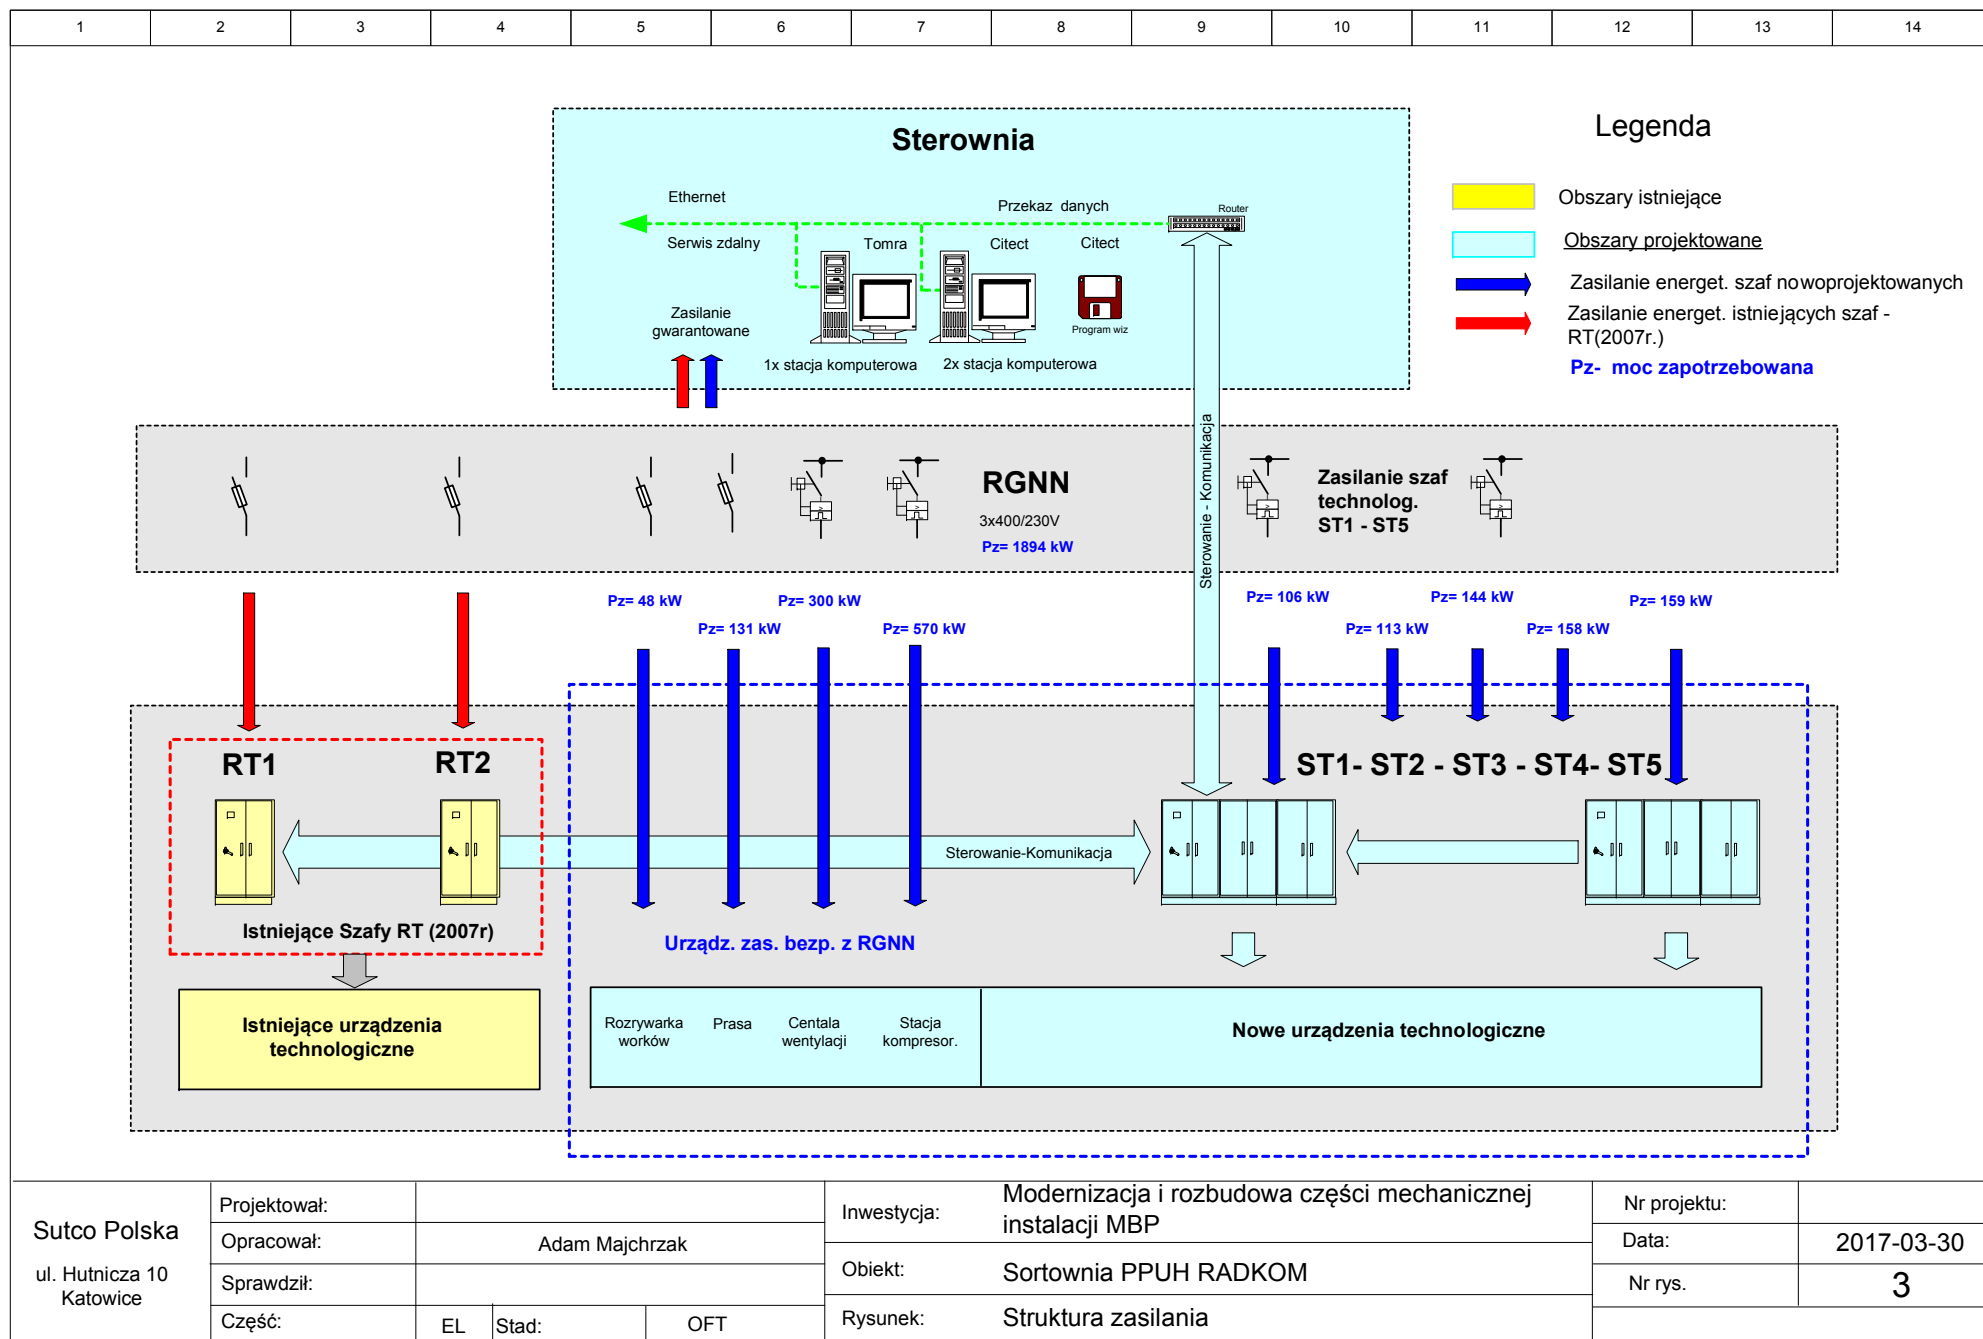 1 2 3 4 5 6 7 8 9 10 11 12 13 14
Sterownia
Legenda
Ethernet
Przekaz danych
Router
Serwis zdalny
Tomra
Citect
Citect
Zasilanie
gwarantowane
Program wiz
1x stacja komputerowa
2x stacja komputerowa
Obszary istniejące
Obszary projektowane
Zasilanie energet. szaf nowoprojektowanych
Zasilanie energet. istniejących szaf -
RT(2007r.)
Pz- moc zapotrzebowana
RGNN
3x400/230V
Pz= 1894 kW
Sterowanie - Komunikacja
Zasilanie szaf
technolog.
ST1 - ST5
Pz= 48 kW
Pz= 131 kW
Pz= 300 kW
Pz= 570 kW
Pz= 106 kW
Pz= 113 kW
Pz= 144 kW
Pz= 158 kW
Pz= 159 kW
RT1
RT2
ST1- ST2 - ST3 - ST4- ST5
Sterowanie-Komunikacja
Istniejące Szafy RT (2007r)
Urządz. zas. bezp. z RGNN
Istniejące urządzenia
technologiczne
Rozrywarka
worków
Prasa
Centala
wentylacji
Stacja
kompresor.
Nowe urządzenia technologiczne
Sutco Polska
ul. Hutnicza 10
Katowice
Projektował:
Opracował:
Adam Majchrzak
Sprawdził:
Część:
EL
Stad:
OFT
Inwestycja:
Modernizacja i rozbudowa części mechanicznej
instalacji MBP
Obiekt:
Sortownia PPUH RADKOM
Rysunek:
Struktura zasilania
Nr projektu:
Data:
2017-03-30
Nr rys.
3